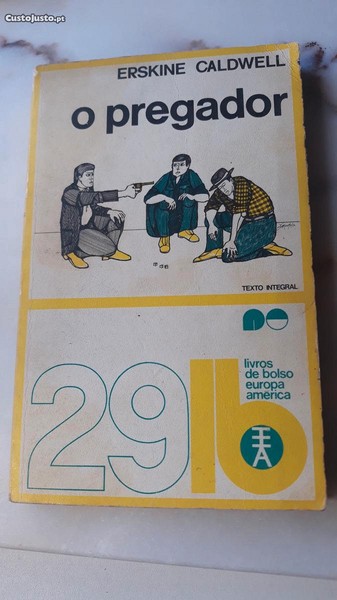 CustoJusto.pt
ERSKINE CALDWELL
o pregador
TEXTO INTEGRAL
29
livros
de bolso
europa
américa